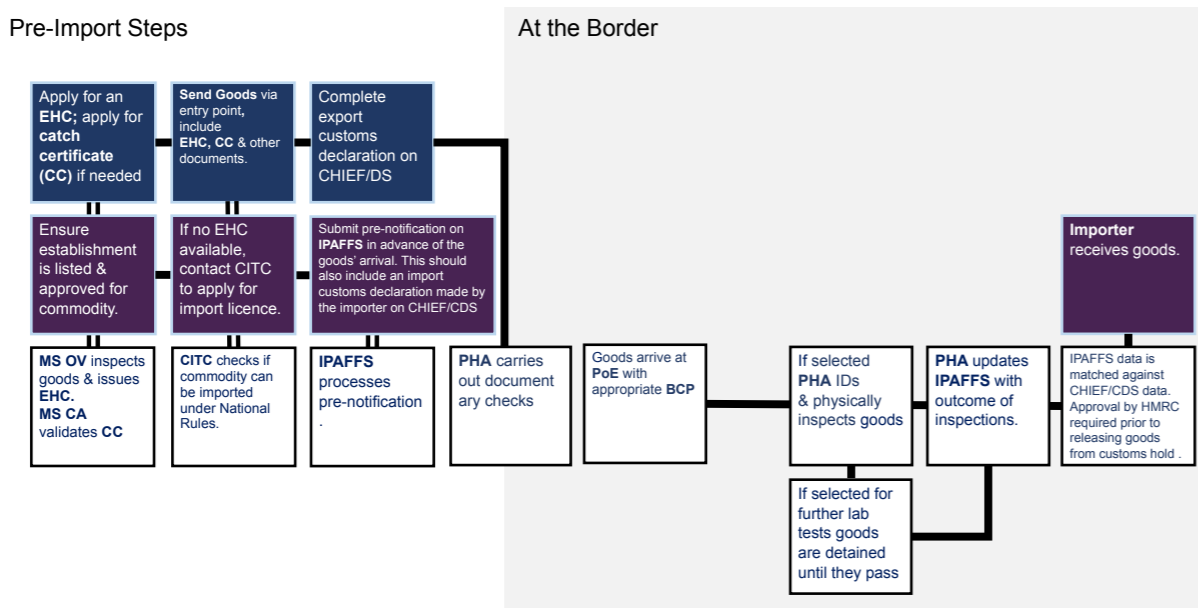 Pre-Import Steps
At the Border
Apply for an
EHC; apply for
catch
certificate
(CC) if needed
Send Goods via
entry point,
include
EHC, CC & other
documents.
Complete
export
customs
declaration on
CHIEF/DS
Ensure
establishment
is listed &
approved for
commodity.
If no EHC
available,
contact CITC
to apply for
import licence.
Submit pre-notification on
IPAFFS in advance of the
goods' arrival. This should
also include an import
customs declaration made by
the importer on CHIEF/CDS
Importer
receives goods.
MS OV inspects
goods & issues
EHC.
MS CA
validates CC
CITC checks if
commodity can
be imported
under National
Rules.
IPAFFS
processes
pre-notification
.
PHA carries
out document
ary checks
Goods arrive at
PoE with
appropriate BCP
If selected
PHA IDs
& physically
inspects goods
PHA updates
IPAFFS with
outcome of
inspections.
IPAFFS data is
matched against
CHIEF/CDS data.
Approval by HMRC
required prior to
releasing goods
from customs hold .
If selected for
further lab
tests goods
are detained
until they pass